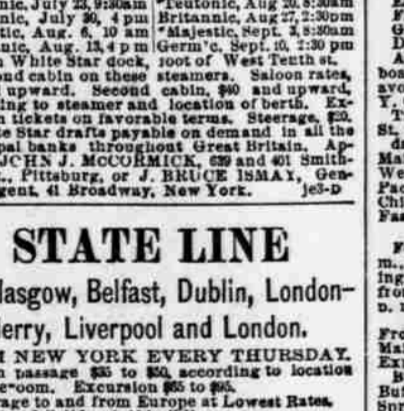 nic, July 23, 9:30am *Teutonic, Aug 20, 8:30am
nic, July 30, 4 pm Britannic, Aug 27, 2:30pm
tic, Aug. 6, 10 am *Majestic, Sept. 3, 8:30am
nic, Aug. 13, 4 p m Germ'c, Sept. 10, 2:30 pm
White Star dock, foot of West Tenth st.
nd cabin on these steamers. Saloon rates,
upward. Second cabin, $40 and upward,
ing to steamer and location of berth. Ex-
n tickets on favorable terms. Steerage, $20.
e Star drafts payable on demand in all the
pal banks throughout Great Britain. Ap-
JOHN J. MCCORMICK, 639 and 401 Smith-
., Pittsburg, or J. BRUCE ISMAY, Gen-
gent, 41 Broadway, New York. je3-D
STATE LINE
lasgow, Belfast, Dublin, London-
erry, Liverpool and London.
M NEW YORK EVERY THURSDAY.
n passage $35 to $50, according to location
e-room. Excursion $65 to $95.
rage to and from Europe at Lowest Rates.